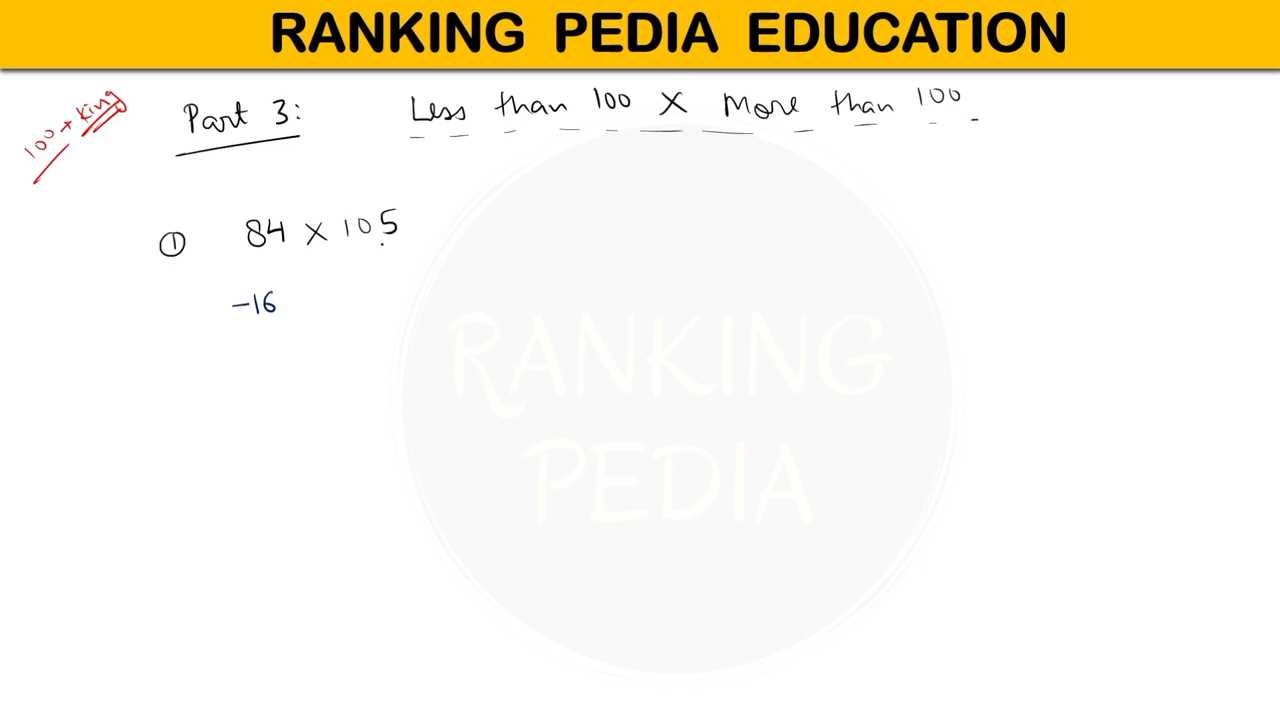 RANKING PEDIA EDUCATION
100 → King
Part 3: Less than 100 X More than 100
① 84 × 105
-16
RANKING
PEDIA